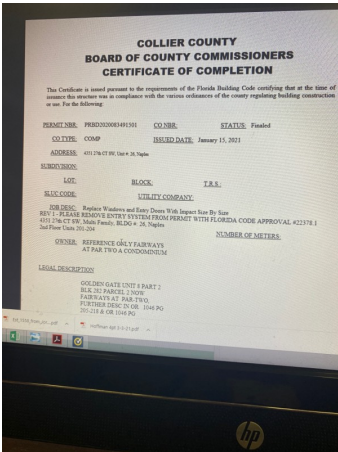 COLLIER COUNTY
BOARD OF COUNTY COMMISSIONERS
CERTIFICATE OF COMPLETION
This Certificate is issued pursuant to the requirements of the Florida Building Code certifying that at the time of
issuance this structure was in compliance with the various ordinances of the county regulating building construction
or use. For the following:
PERMIT NBR: PRBD2020083491501 CO NBR: STATUS: Finaled
CO TYPE: COMP ISSUED DATE: January 15, 2021
ADDRESS: 4351 27th CT SW, Unit #: 28, Naples
SUBDIVISION:
LOT: BLOCK: T.R.S.:
SLUC CODE: UTILITY COMPANY:
JOB DESC: Replace Windows and Entry Doors With Impact Size By Size
REV 1 - PLEASE REMOVE ENTRY SYSTEM FROM PERMIT WITH FLORIDA CODE APPROVAL #22378.1
4351 27th CT SW, Multi Family, BLDG #: 28, Naples
2nd Floor Units 201-204 NUMBER OF METERS:
OWNER: REFERENCE ONLY FAIRWAYS
AT PAR TWO A CONDOMINIUM
LEGAL DESCRIPTION
GOLDEN GATE UNIT 8 PART 2
BLK 282 PARCEL 2 NOW
FAIRWAYS AT PAR-TWO,
FURTHER DESC IN OR 1046 PG
205-218 & OR 1046 PG
hp